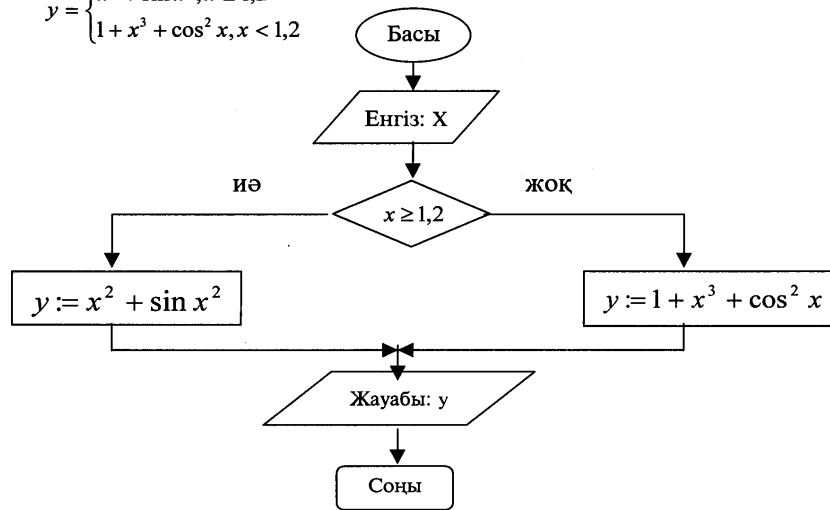 y = {
1 + x³ + cos² x, x < 1,2
Басы
Енгіз: X
иә
жоқ
x ≥ 1,2
y := x² + sin x²
y := 1 + x³ + cos² x
Жауабы: y
Соңы